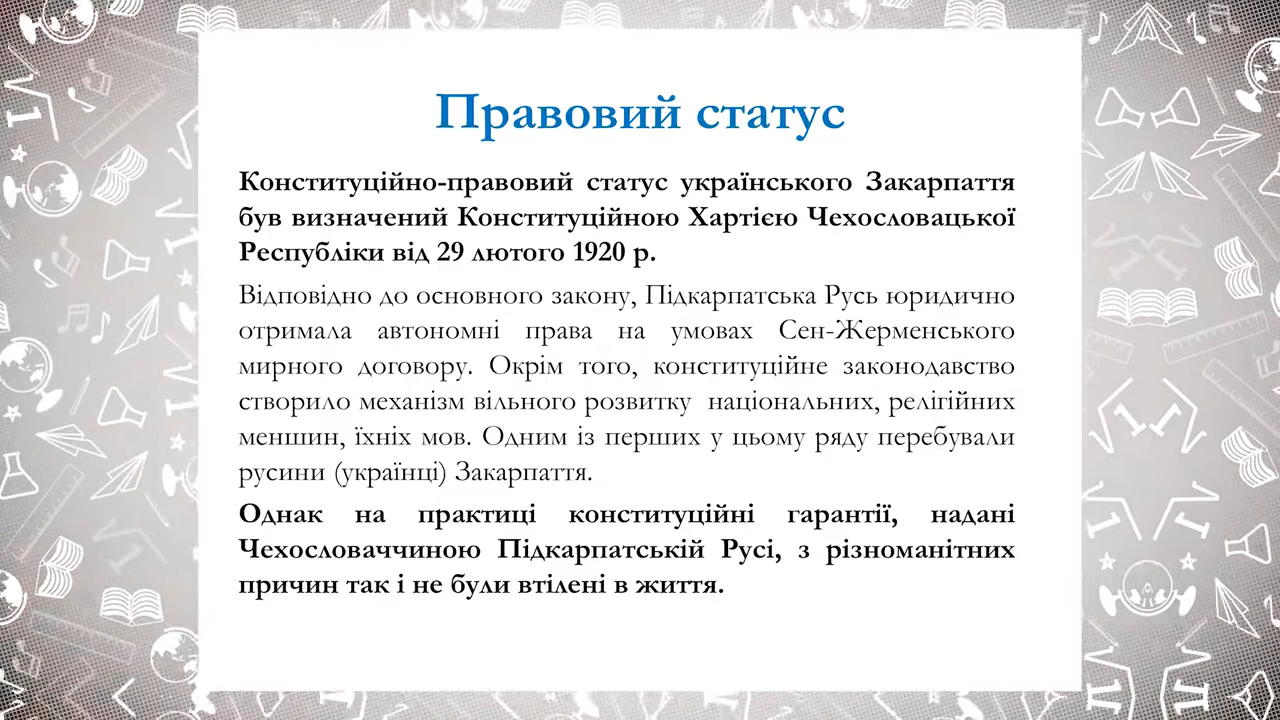 Правовий статус
Конституційно-правовий статус українського Закарпаття
був визначений Конституційною Хартією Чехословацької
Республіки від 29 лютого 1920 р.
Відповідно до основного закону, Підкарпатська Русь юридично
отримала автономні права на умовах Сен-Жерменського
мирного договору. Окрім того, конституційне законодавство
створило механізм вільного розвитку  національних, релігійних
меншин, їхніх мов. Одним із перших у цьому ряду перебували
русини (українці) Закарпаття.
Однак на практиці конституційні гарантії, надані
Чехословаччиною Підкарпатській Русі, з різноманітних
причин так і не були втілені в життя.